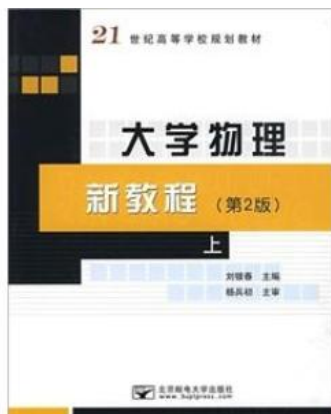 21 世纪高等学校规划教材
大学物理
新教程（第2版）
上
刘银春 主编
杨兵初 主审
北京邮电大学出版社
www.buptpress.com